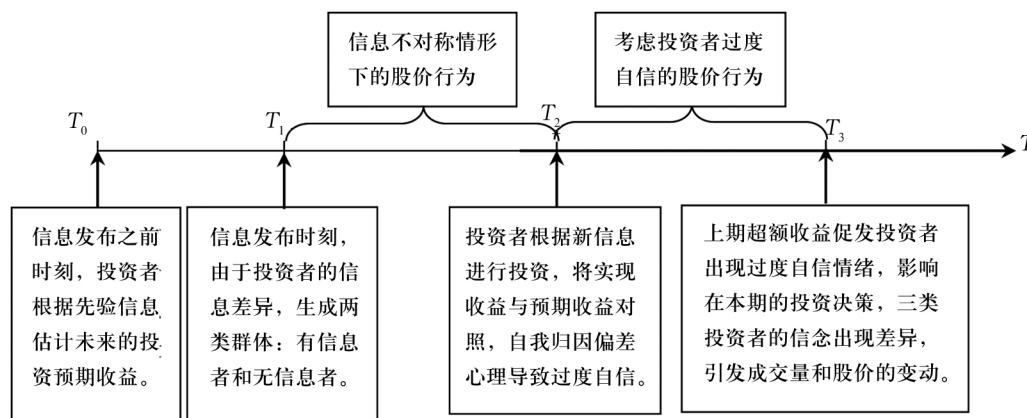 信息不对称情形
下的股价行为
考虑投资者过度
自信的股价行为
T0
T1
T2
T3
T
信息发布之前
时刻，投资者
根据先验信息
估计未来的投
资预期收益。
信息发布时刻，
由于投资者的信
息差异，生成两
类群体：有信息
者和无信息者。
投资者根据新信息
进行投资，将实现
收益与预期收益对
照，自我归因偏差
心理导致过度自信。
上期超额收益促发投资者
出现过度自信情绪，影响
在本期的投资决策，三类
投资者的信念出现差异，
引发成交量和股价的变动。